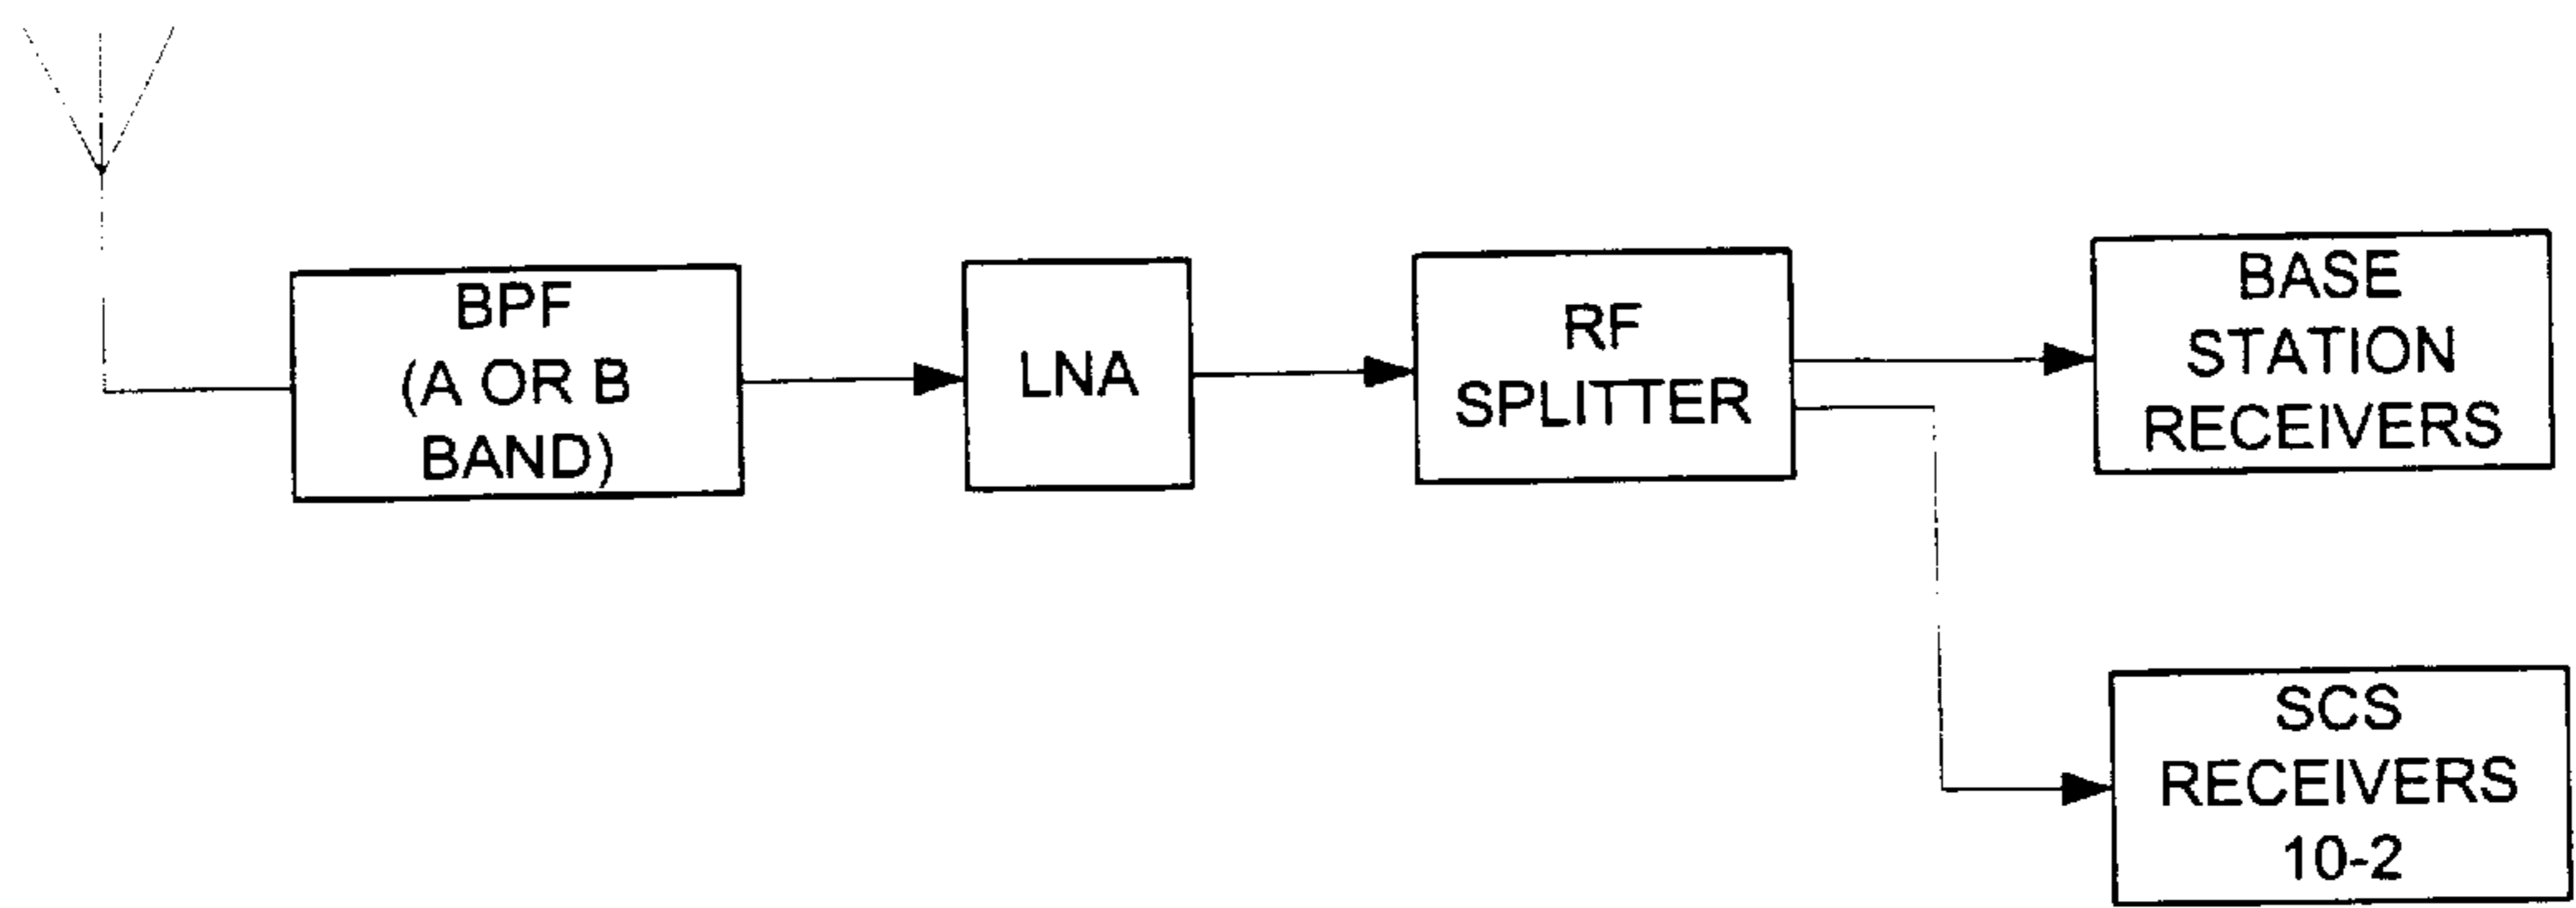 BPF
(A OR B
BAND)
LNA
RF
SPLITTER
BASE
STATION
RECEIVERS
SCS
RECEIVERS
10-2